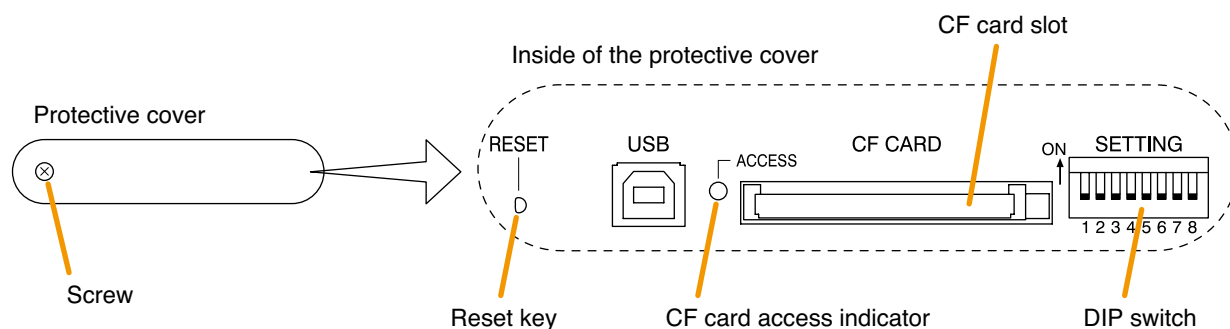 CF card slot
Inside of the protective cover
Protective cover
RESET
USB
ACCESS
CF CARD
ON
SETTING
1 2 3 4 5 6 7 8
Screw
Reset key
CF card access indicator
DIP switch